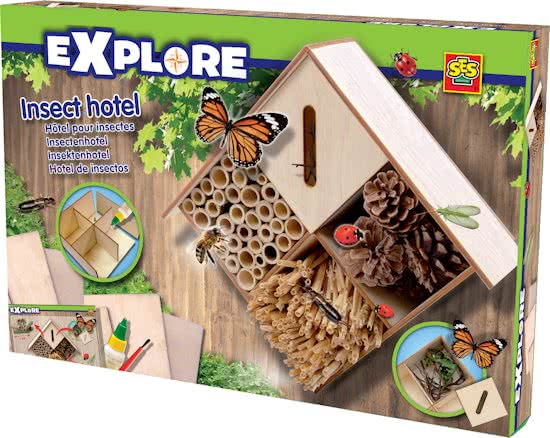 EXPLORE
SES
Insect hotel
Hôtel pour insectes
Insectenhotel
Insektenhotel
Hotel de insectos
EXPLORE